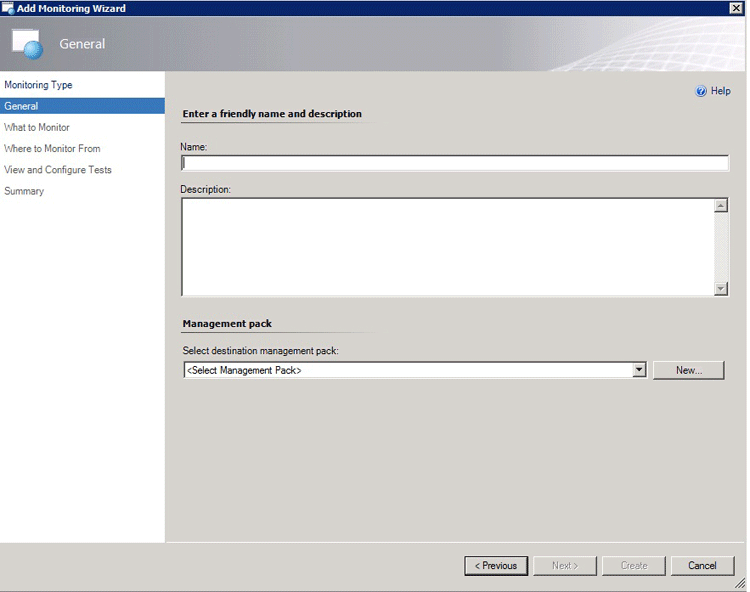 Add Monitoring Wizard
General
Monitoring Type
General
What to Monitor
Where to Monitor From
View and Configure Tests
Summary
Help
Enter a friendly name and description
Name:
Description:
Management pack
Select destination management pack:
<Select Management Pack>
New...
< Previous
Next >
Create
Cancel